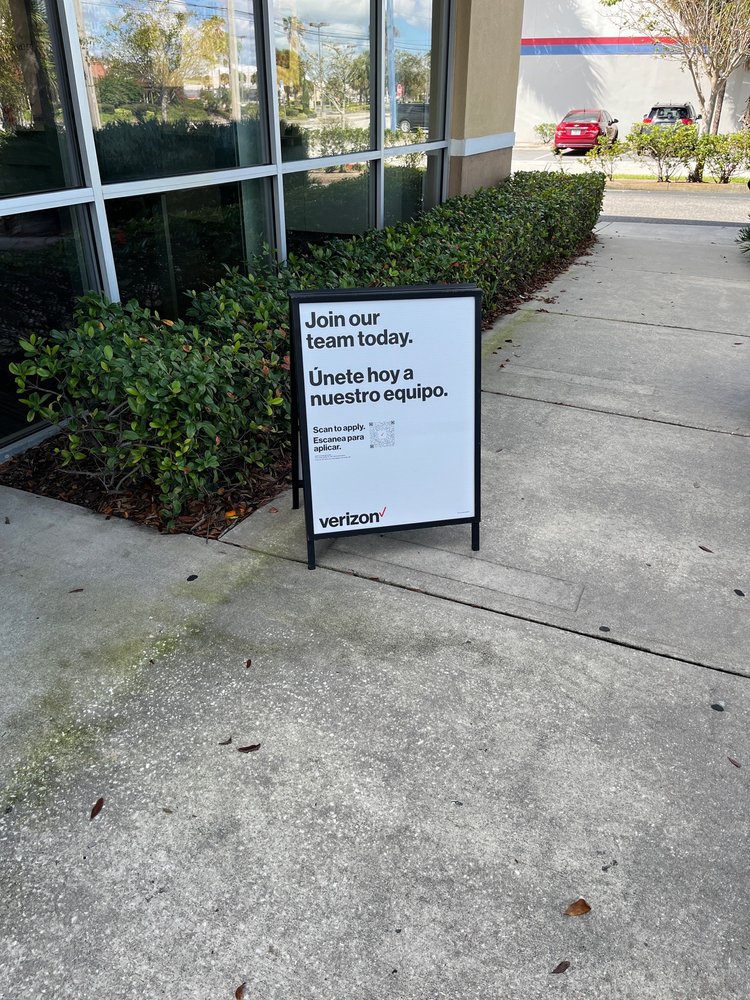 Join our
team today.
Únete hoy a
nuestro equipo.
Scan to apply.
Escanea para
aplicar.
verizon